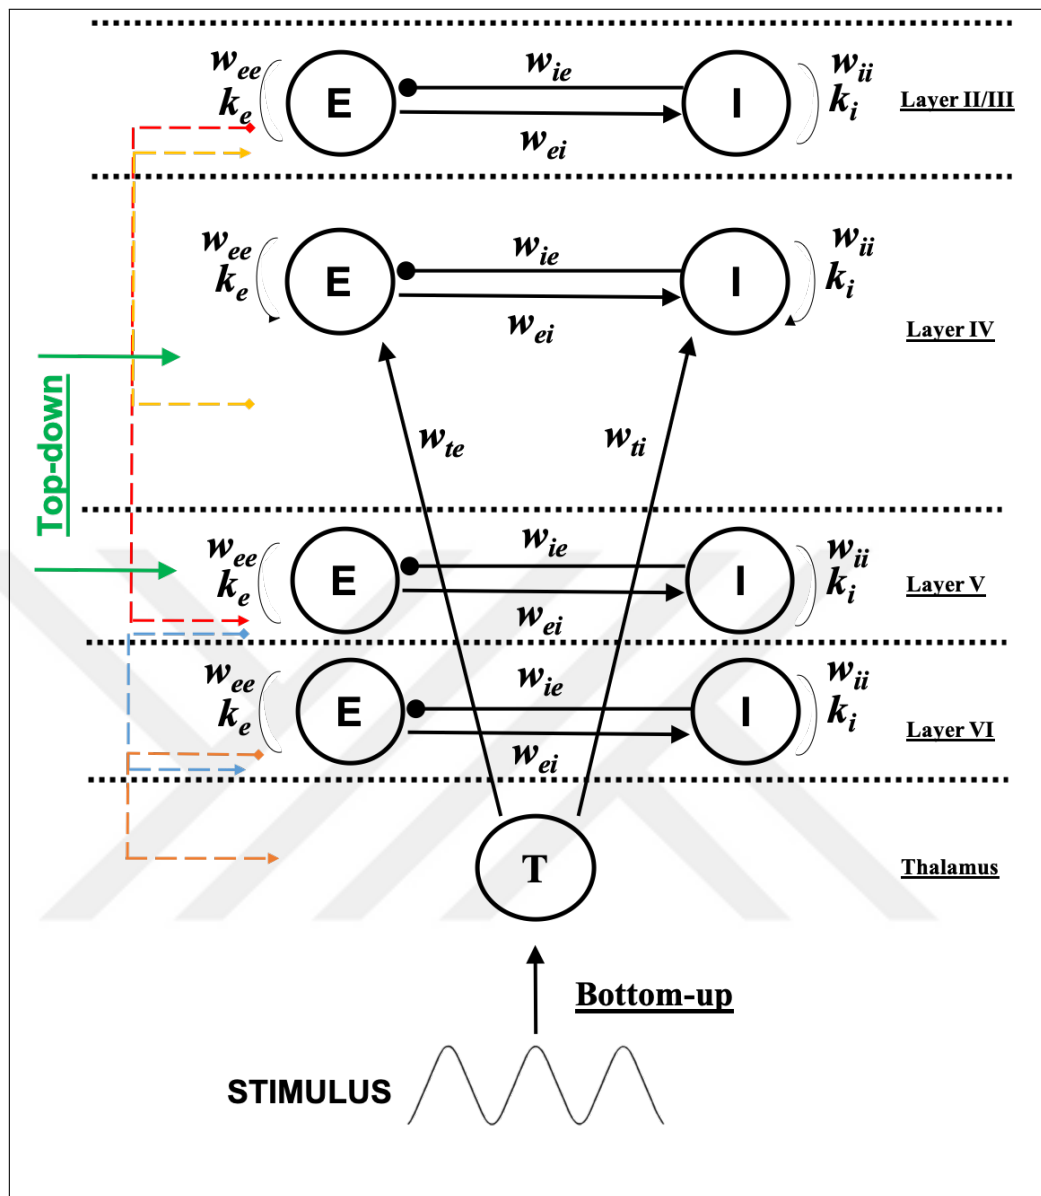 w_ee w_ie w_ii
k_e E I k_i Layer II/III
w_ei
w_ee w_ie w_ii
k_e E I k_i
w_ei Layer IV
Top-down
w_te w_ti
w_ee w_ie w_ii
k_e E I k_i Layer V
w_ei
w_ee w_ie w_ii
k_e E I k_i Layer VI
w_ei
T Thalamus
Bottom-up
STIMULUS